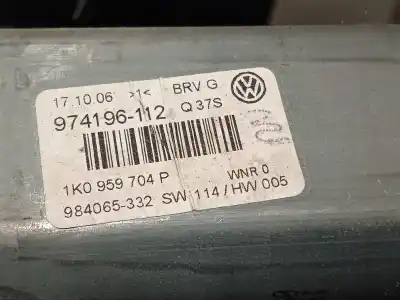 17.10.06 >1< BRV G
974196-112 Q 37S
1K0 959 704 P WNR 0
984065-332 SW 114 / HW 005